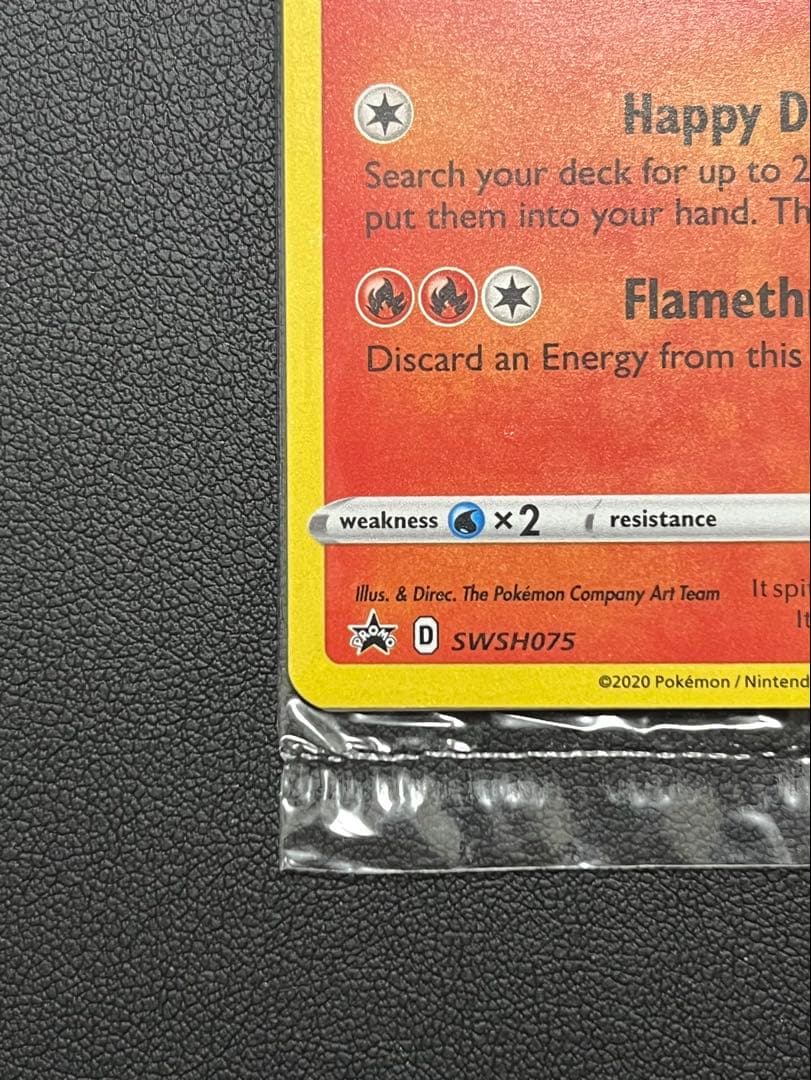 Happy D
Search your deck for up to 2
put them into your hand. Th
Flameth
Discard an Energy from this
weakness ×2 resistance
Illus. & Direc. The Pokémon Company Art Team
It spi
It
PROMO D SWSH075
©2020 Pokémon / Nintend